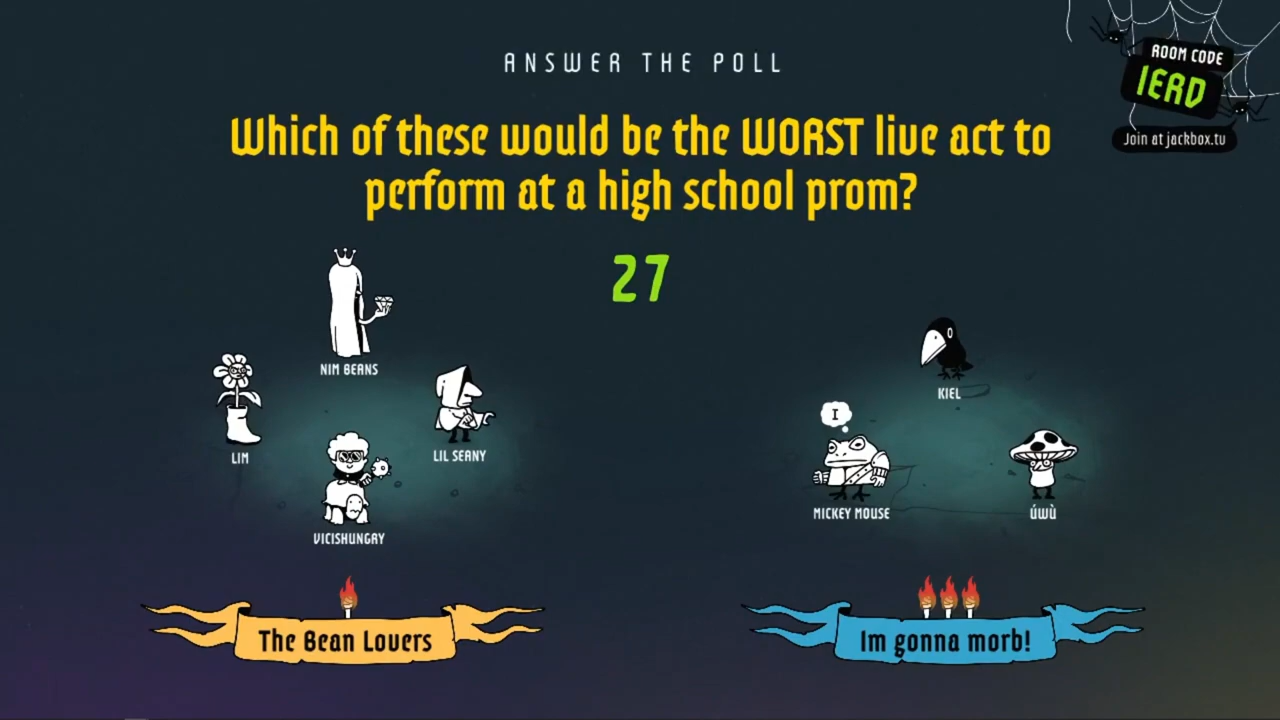 ANSWER THE POLL
ROOM CODE
IERD
Join at jackbox.tv
Which of these would be the WORST live act to
perform at a high school prom?
27
NIM BEANS
LIM
LIL SEANY
VICISHUNGRY
KIEL
I
MICKEY MOUSE
úwù
The Bean Lovers
Im gonna morb!